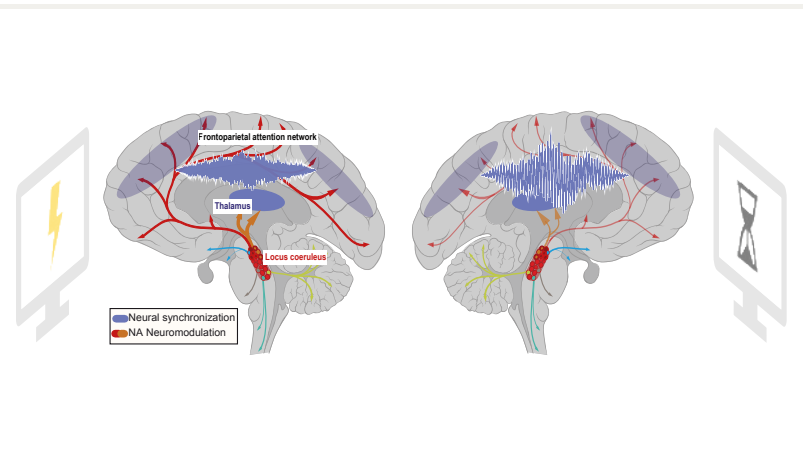 Frontoparietal attention network
Thalamus
Locus coeruleus
Neural synchronization
NA Neuromodulation